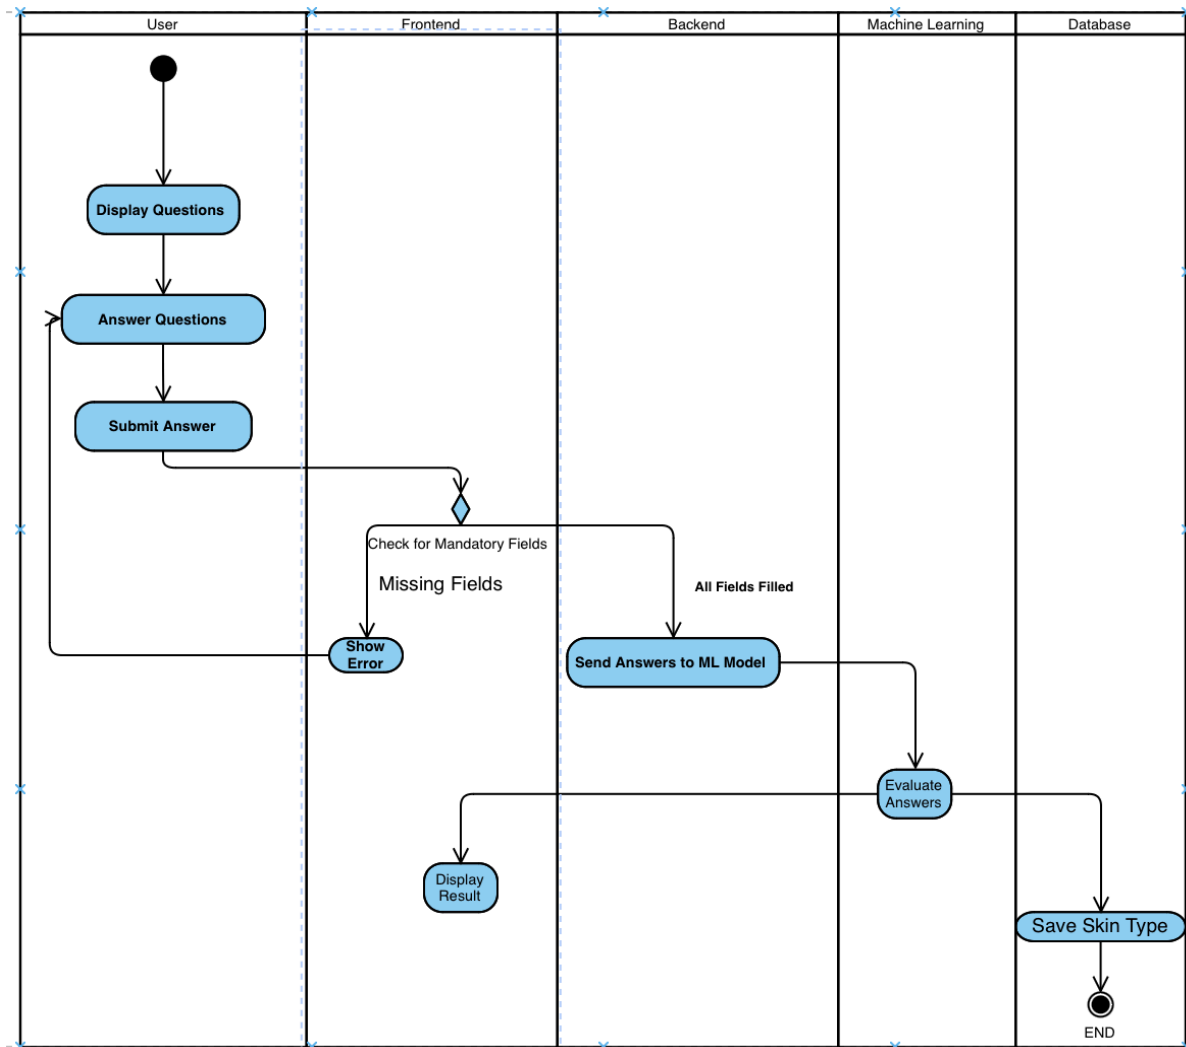 User
Frontend
Backend
Machine Learning
Database
Display Questions
Answer Questions
Submit Answer
Check for Mandatory Fields
Missing Fields
All Fields Filled
Show
Error
Send Answers to ML Model
Evaluate
Answers
Display
Result
Save Skin Type
END